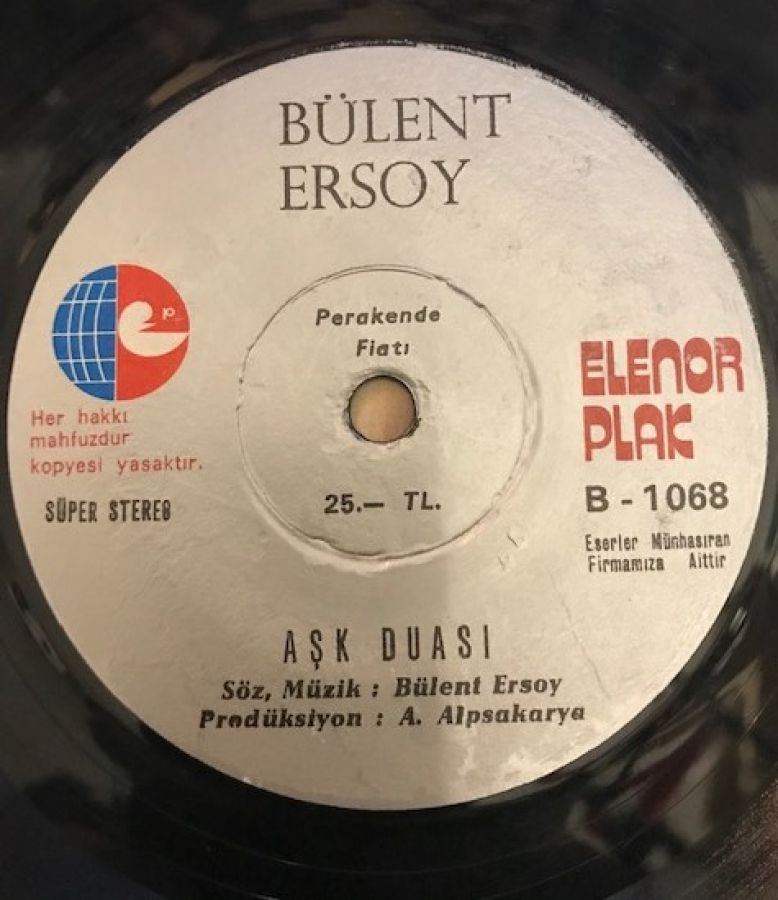 BÜLENT
ERSOY
Perakende
Fiatı
25.— TL.
p
Her hakkı
mahfuzdur
kopyesi yasaktır.
SÜPER STEREO
ELENOR
PLAK
B - 1068
Eserler Münhasıran
Firmamıza Aittir
AŞK DUASI
Söz, Müzik : Bülent Ersoy
Prodüksiyon : A. Alpsakarya